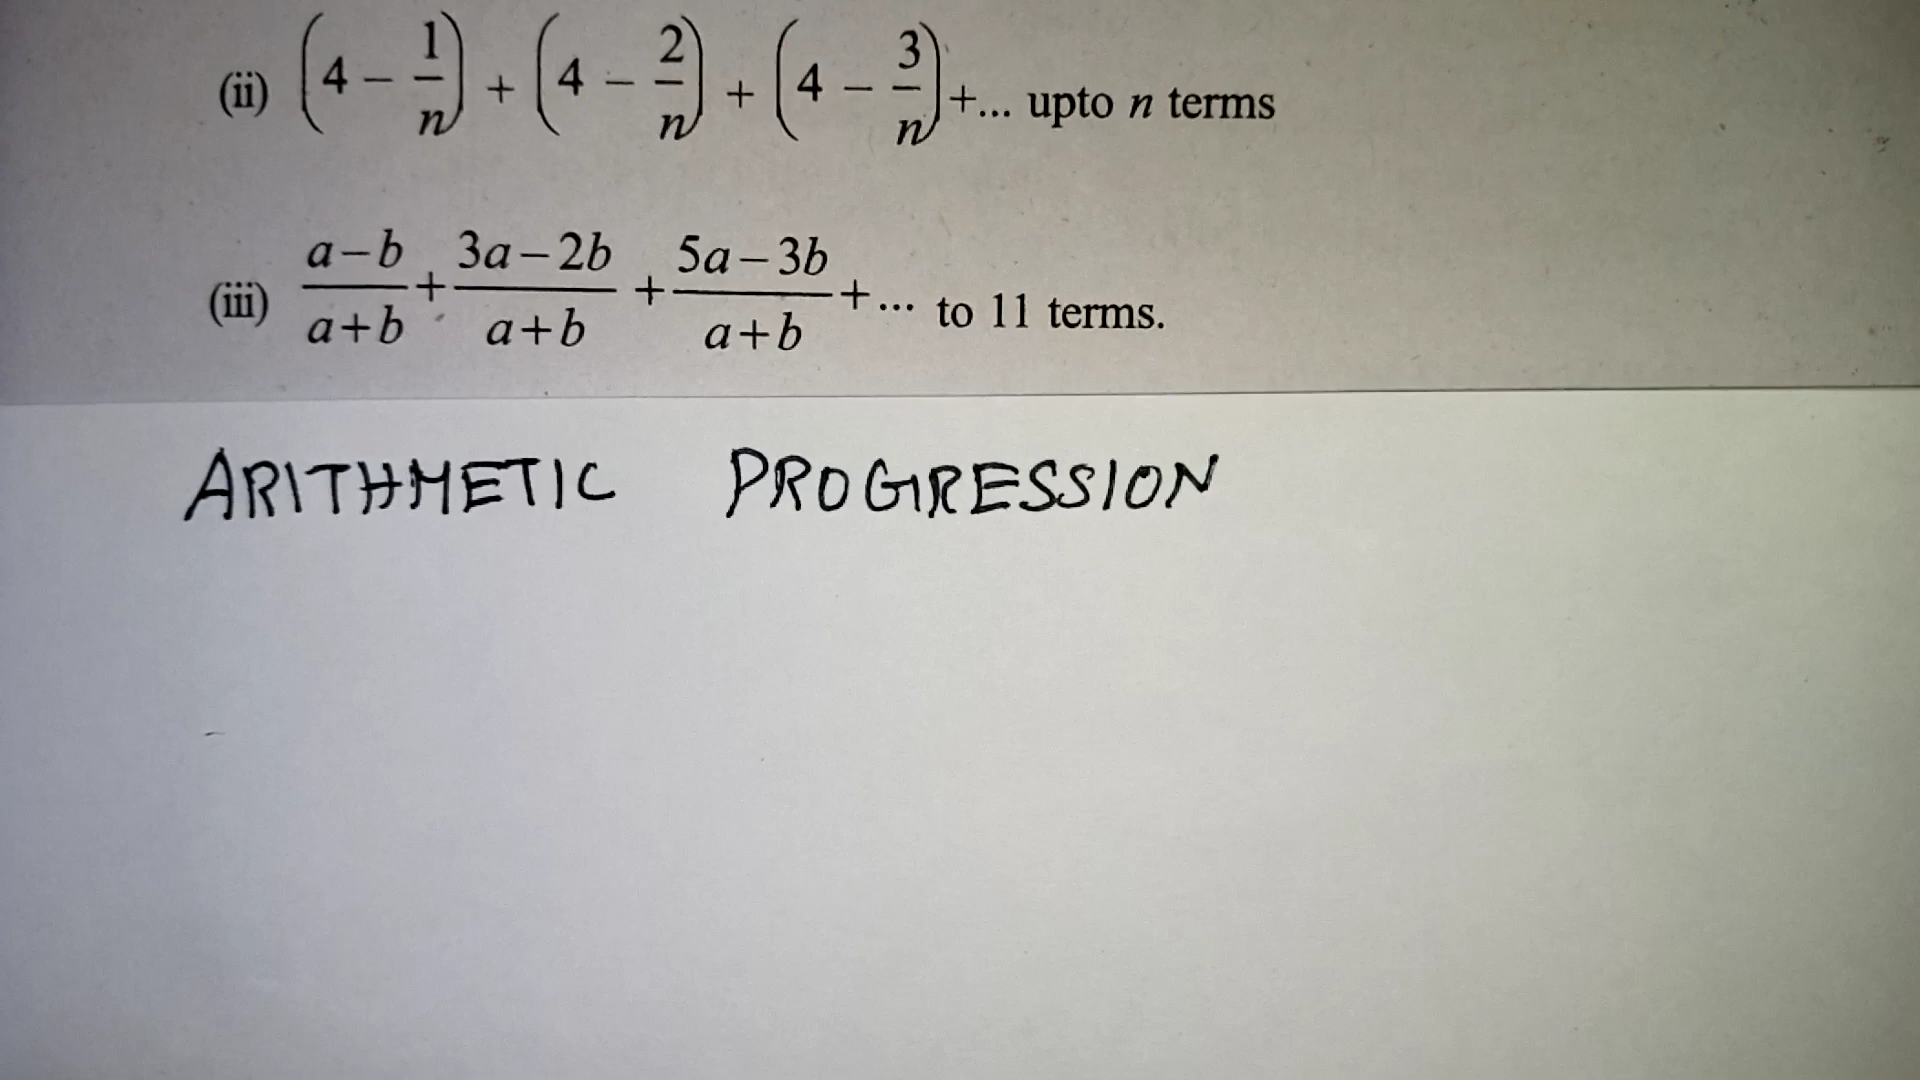 (ii) (4 − 1/n) + (4 − 2/n) + (4 − 3/n) +... upto n terms
(iii) a−b/a+b + 3a−2b/a+b + 5a−3b/a+b +... to 11 terms.
ARITHMETIC PROGRESSION